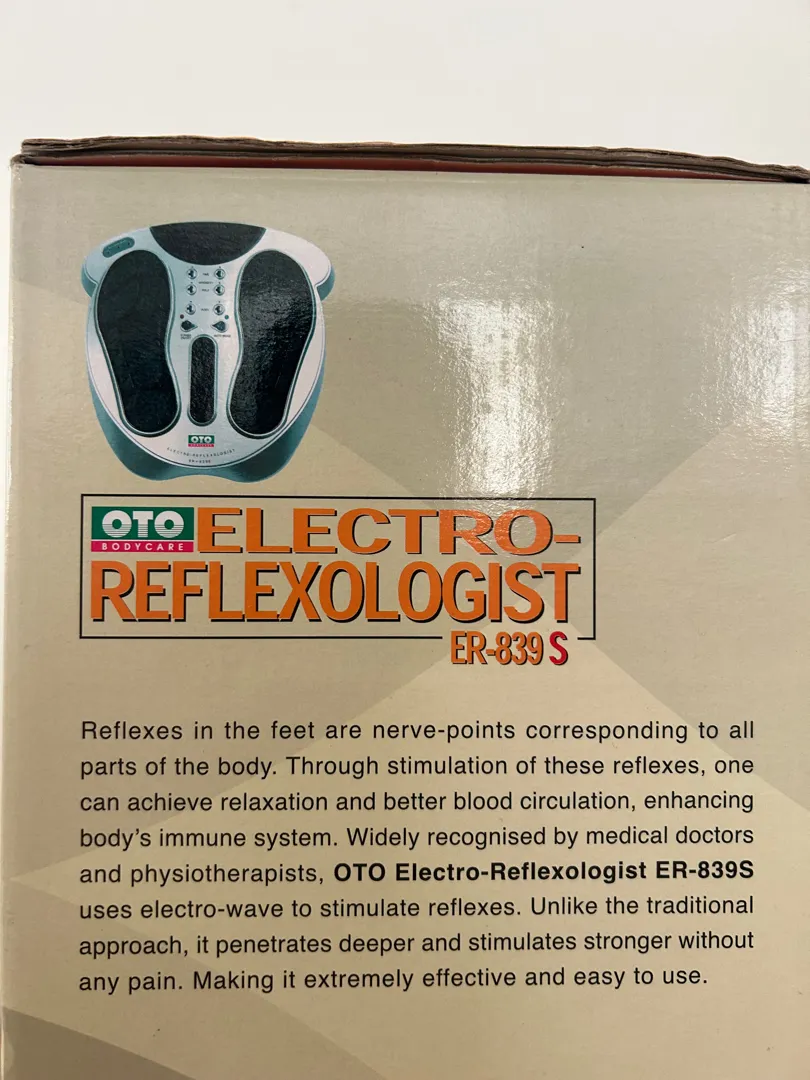 OTO
BODYCARE
ELECTRO-REFLEXOLOGIST
OTO
BODYCARE
ELECTRO-
REFLEXOLOGIST
ER-839 S
Reflexes in the feet are nerve-points corresponding to all
parts of the body. Through stimulation of these reflexes, one
can achieve relaxation and better blood circulation, enhancing
body's immune system. Widely recognised by medical doctors
and physiotherapists, OTO Electro-Reflexologist ER-839S
uses electro-wave to stimulate reflexes. Unlike the traditional
approach, it penetrates deeper and stimulates stronger without
any pain. Making it extremely effective and easy to use.